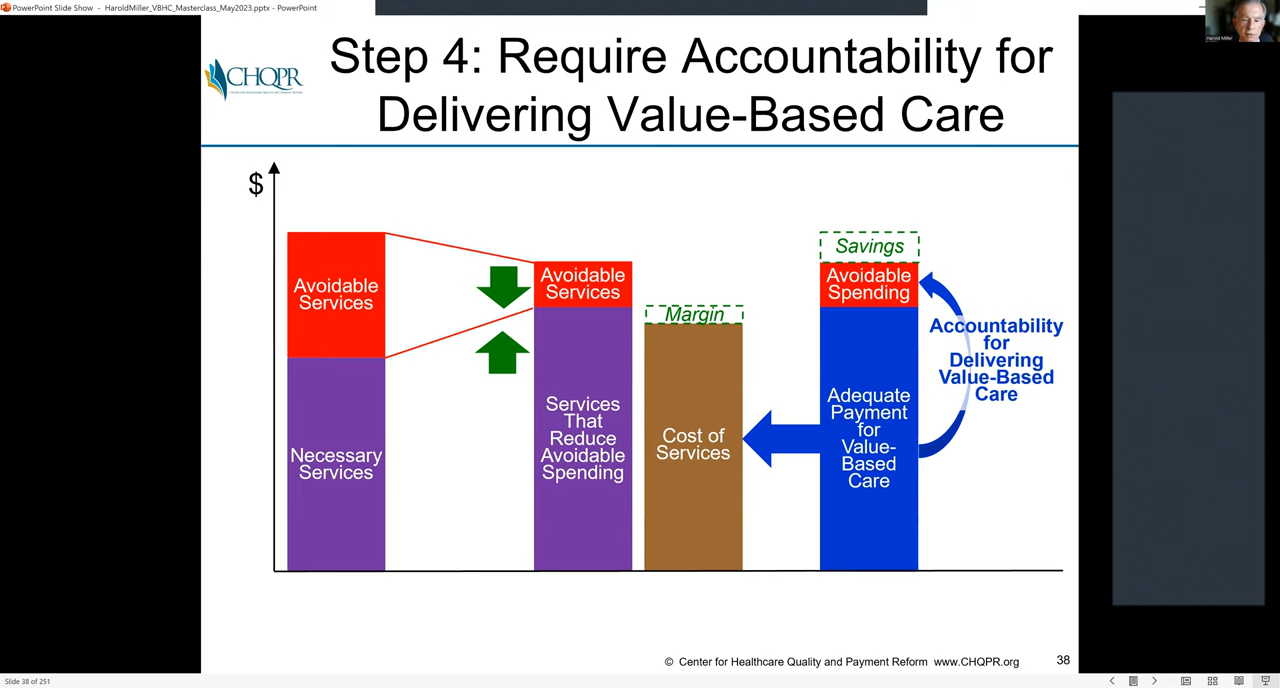 PowerPoint Slide Show - HaroldMiller_VBHC_Masterclass_May2023.pptx - PowerPoint
Harold Miller
CHQPR
Step 4: Require Accountability for
Delivering Value-Based Care
$
Avoidable
Services
Necessary
Services
Avoidable
Services
Services
That
Reduce
Avoidable
Spending
Margin
Cost of
Services
Savings
Avoidable
Spending
Adequate
Payment
for
Value-
Based
Care
Accountability
for
Delivering
Value-Based
Care
© Center for Healthcare Quality and Payment Reform www.CHQPR.org
38
Slide 38 of 251